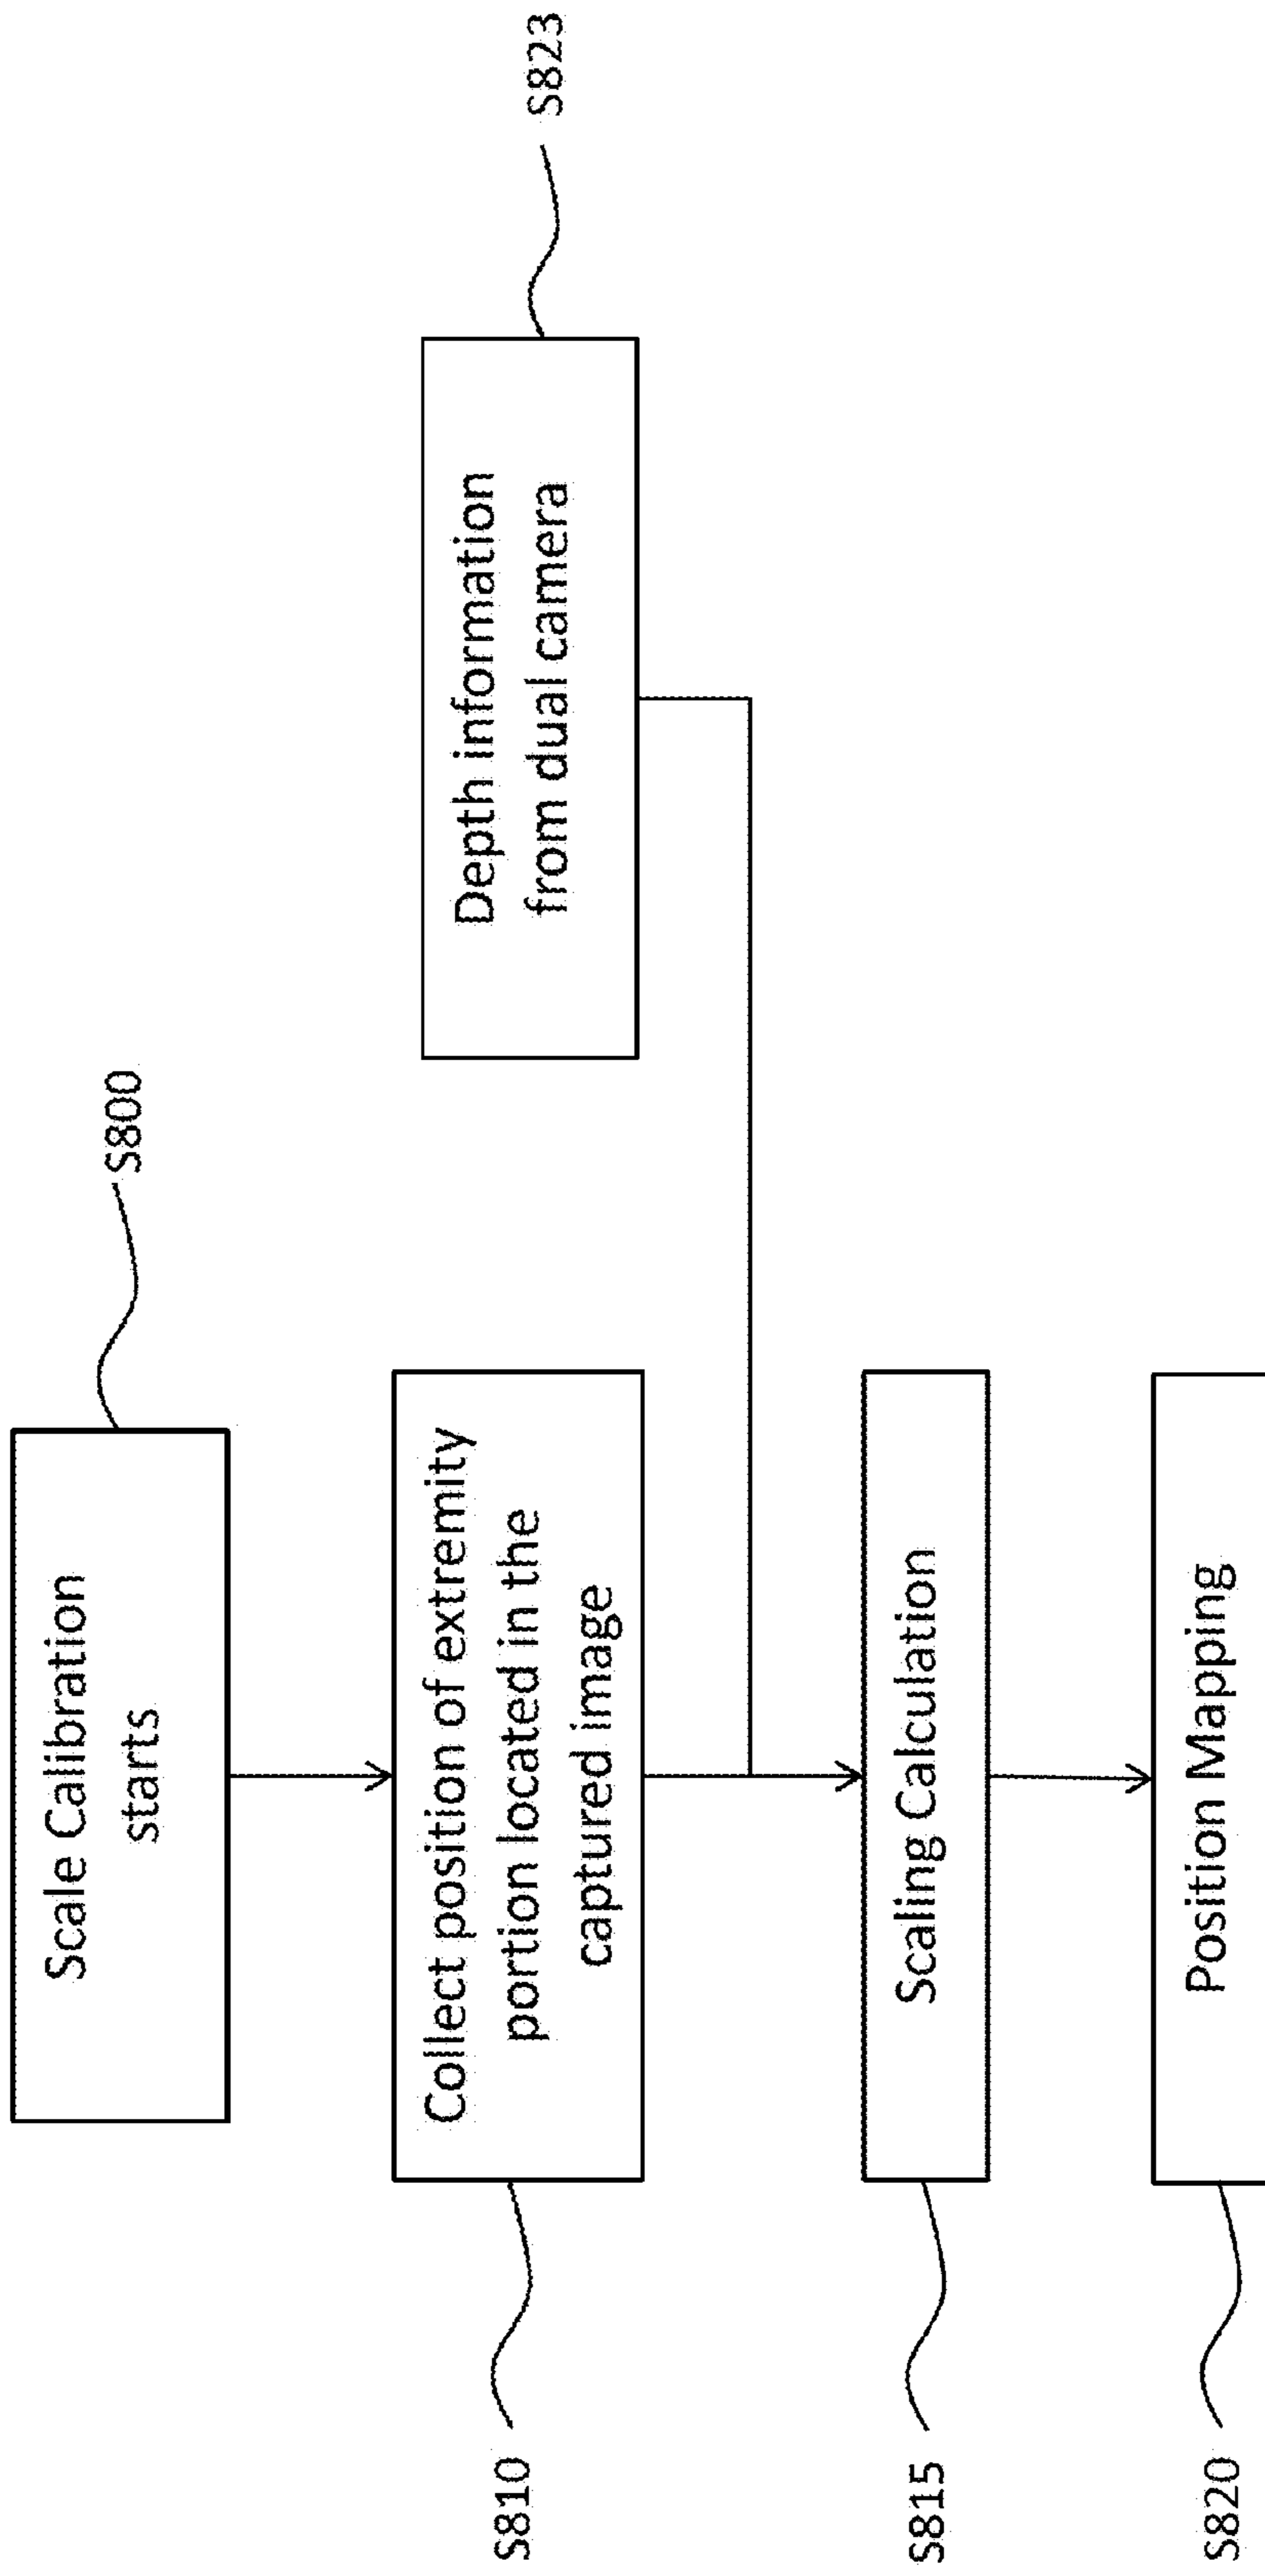 Scale Calibration
starts
S800
Collect position of extremity
portion located in the
captured image
S810
Depth information
from dual camera
S823
Scaling Calculation
S815
Position Mapping
S820